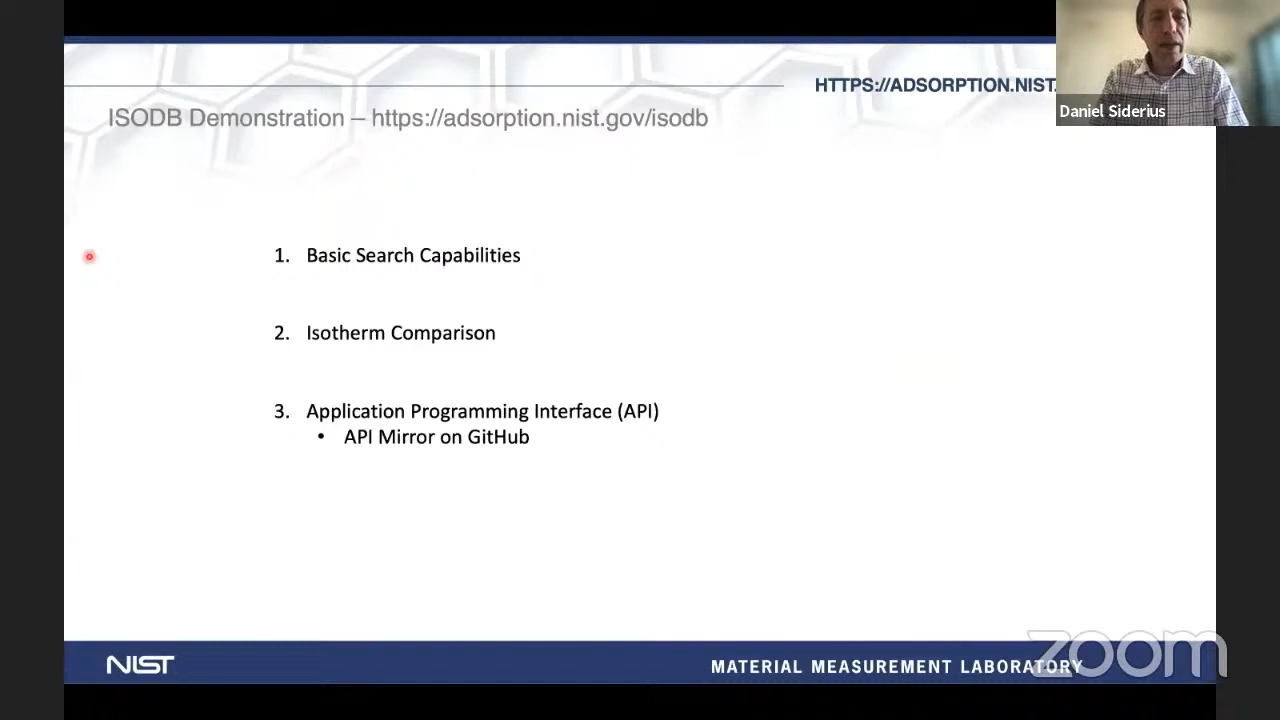 HTTPS://ADSORPTION.NIST.
Daniel Siderius
ISODB Demonstration – https://adsorption.nist.gov/isodb
1. Basic Search Capabilities
2. Isotherm Comparison
3. Application Programming Interface (API)
• API Mirror on GitHub
NIST
MATERIAL MEASUREMENT LABORATORY
zoom